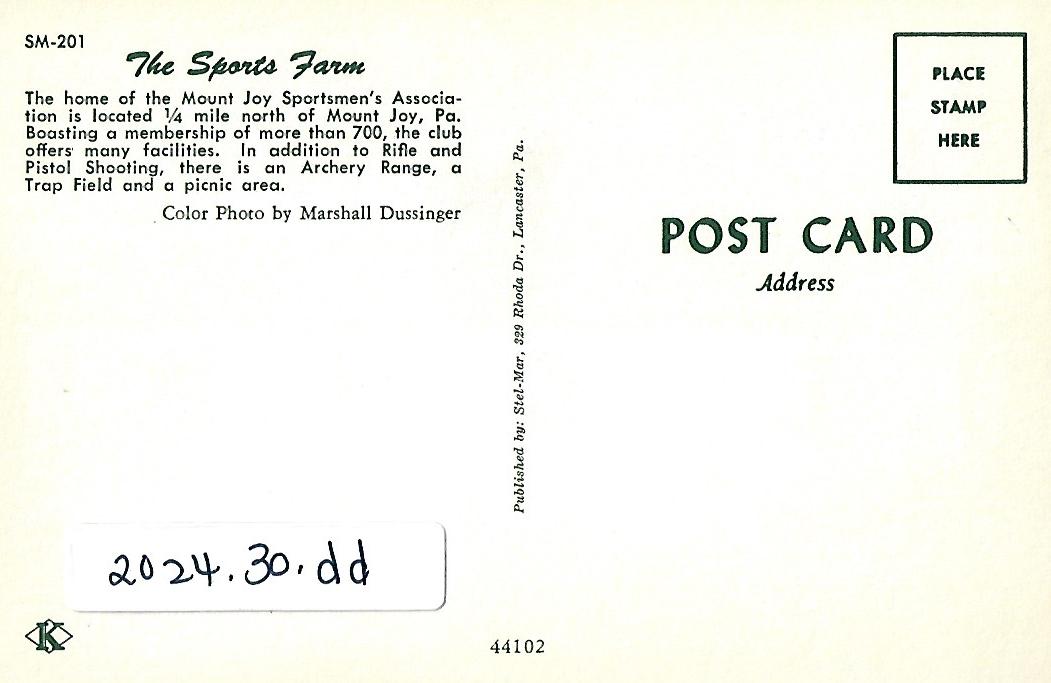 SM-201
The Sports Farm
The home of the Mount Joy Sportsmen's Associa-
tion is located ¼ mile north of Mount Joy, Pa.
Boasting a membership of more than 700, the club
offers many facilities. In addition to Rifle and
Pistol Shooting, there is an Archery Range, a
Trap Field and a picnic area.
Color Photo by Marshall Dussinger
Published by: Stel-Mar, 329 Rhoda Dr., Lancaster, Pa.
PLACE
STAMP
HERE
POST CARD
Address
2024.30.dd
K
44102